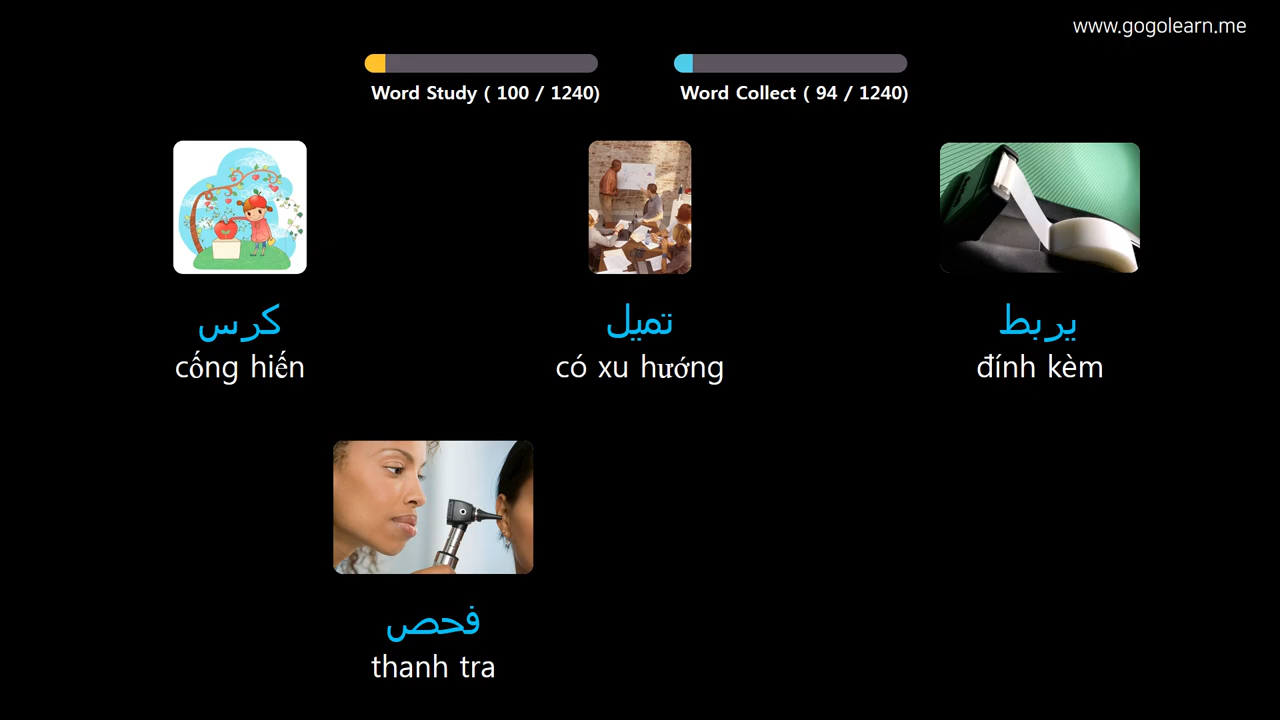 www.gogolearn.me
Word Study ( 100 / 1240)
Word Collect ( 94 / 1240)
كرس
cống hiến
تميل
có xu hướng
يربط
đính kèm
فحص
thanh tra